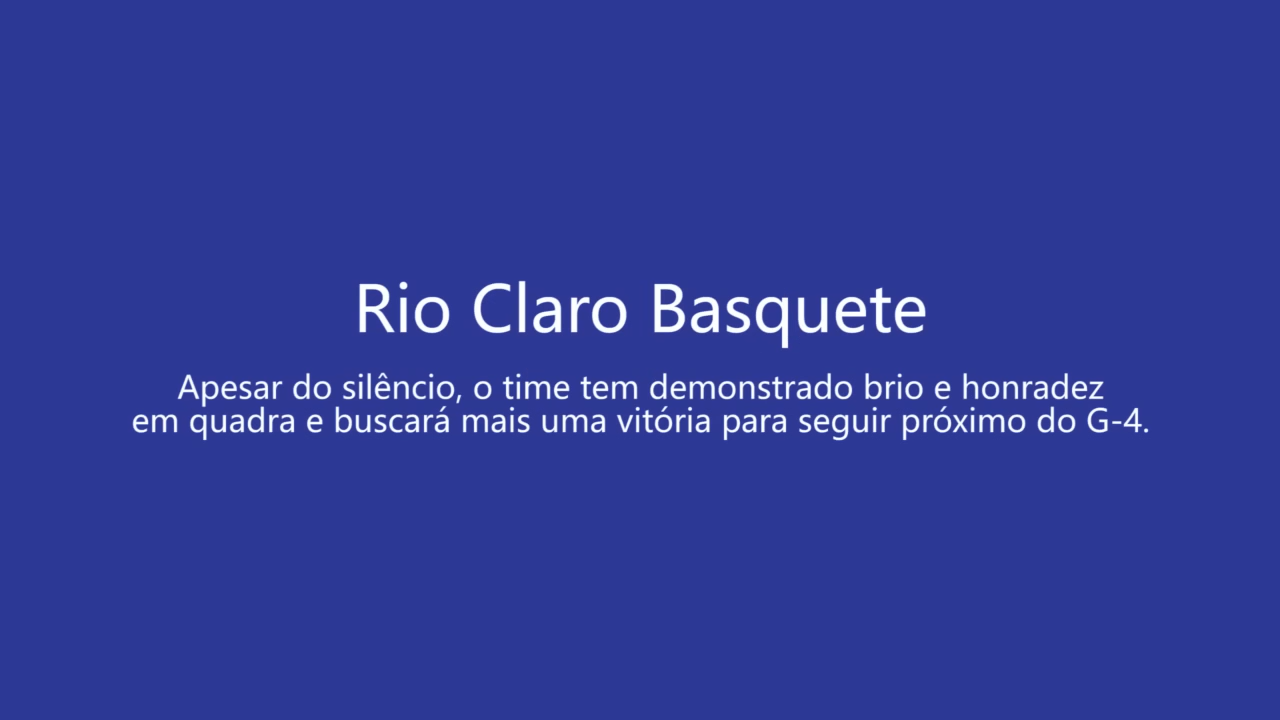 Rio Claro Basquete
Apesar do silêncio, o time tem demonstrado brio e honradez
em quadra e buscará mais uma vitória para seguir próximo do G-4.